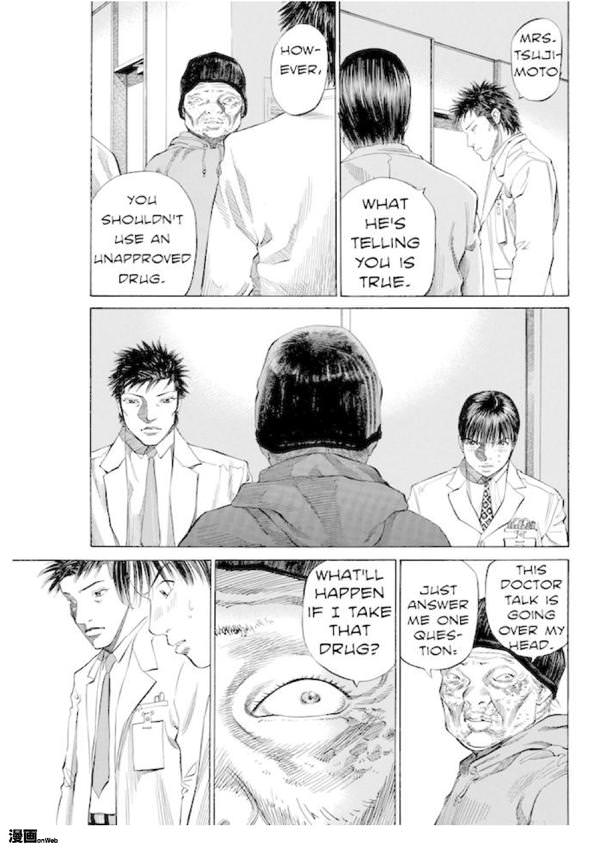 MRS.
TSUJI-
MOTO,
WHAT
HE'S
TELLING
YOU IS
TRUE.
HOW-
EVER,
YOU
SHOULDN'T
USE AN
UNAPPROVED
DRUG.
THIS
DOCTOR
TALK IS
GOING
OVER MY
HEAD.
JUST
ANSWER
ME ONE
QUES-
TION:
WHAT'LL
HAPPEN
IF I TAKE
THAT
DRUG?
漫画onWeb